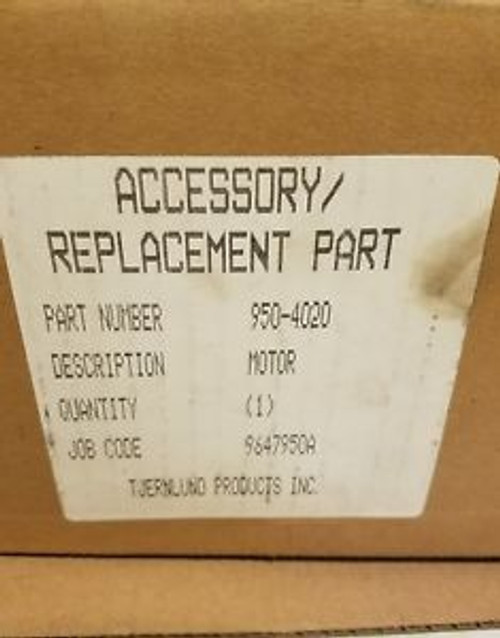 ACCESSORY/
REPLACEMENT PART
PART NUMBER 950-4020
DESCRIPTION MOTOR
QUANTITY (1)
JOB CODE 9647950A
TJERNLUND PRODUCTS INC.